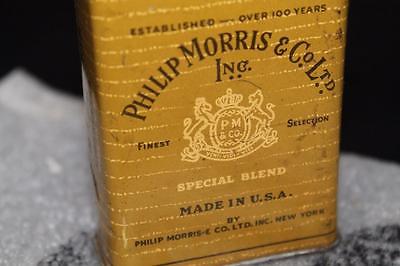 ESTABLISHED — OVER 100 YEARS
PHILIP MORRIS & CO. LTD
INC.
FINEST SELECTION
P M
& CO.
SPECIAL BLEND
MADE IN U.S.A.
BY
PHILIP MORRIS-& CO. LTD. INC. NEW YORK